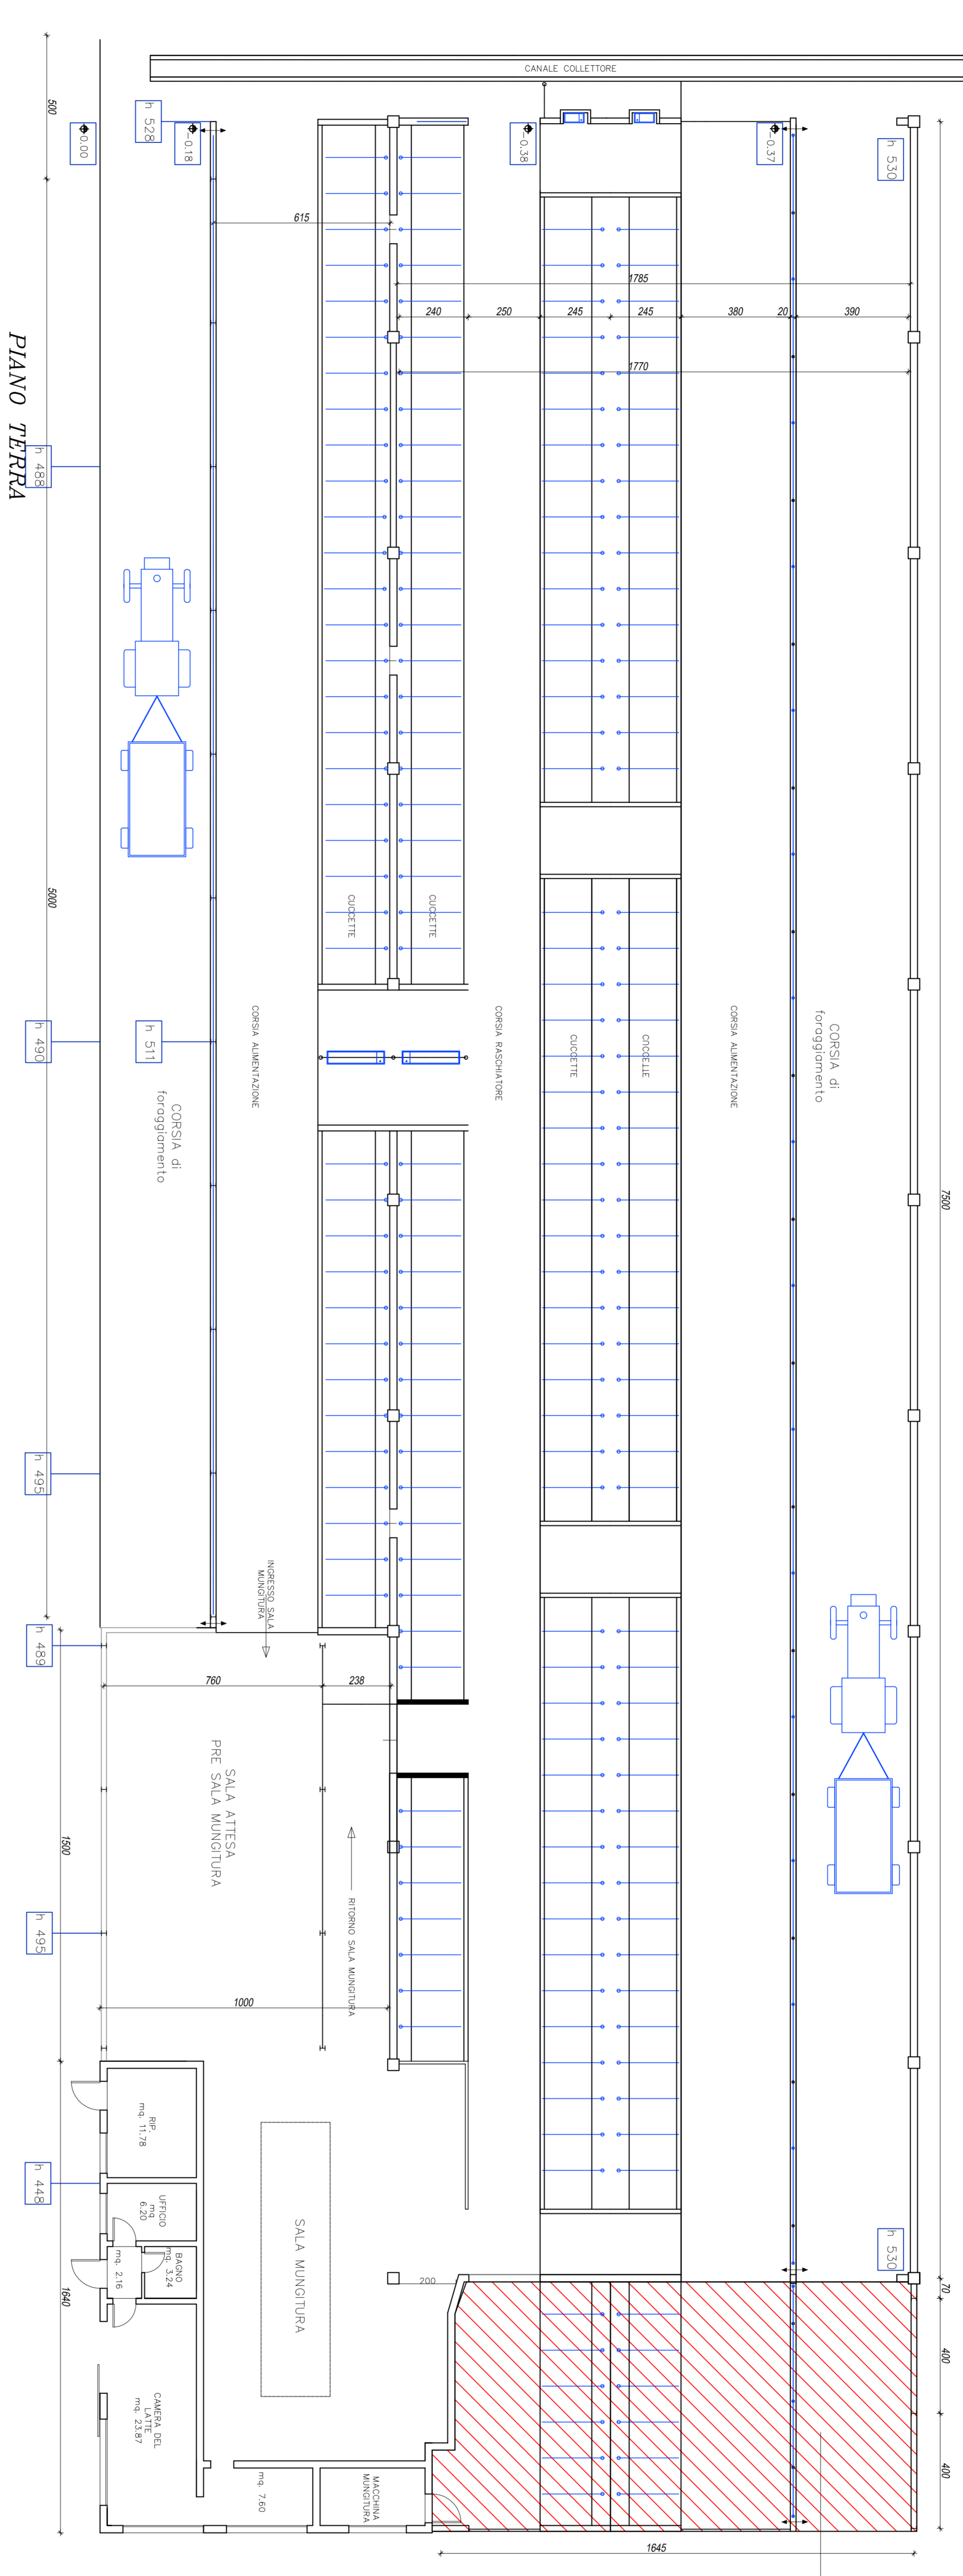 CANALE COLLETTORE
500
h 528
-0.18
±0.00
-0.38
-0.37
h 530
615
1785
240
250
245
245
380
20
390
1770
PIANO TERRA
h 488
5000
CUCCETTE
CUCCETTE
CORSIA ALIMENTAZIONE
CORSIA RASCHIATORE
CUCCETTE
CUCCETTE
CORSIA ALIMENTAZIONE
CORSIA di
foraggiamento
h 490
h 511
CORSIA di
foraggiamento
7500
h 495
INGRESSO SALA
MUNGITURA
h 489
760
238
SALA ATTESA
PRE SALA MUNGITURA
1500
RITORNO SALA MUNGITURA
h 495
1000
RIP.
mq. 11.78
h 448
UFFICIO
mq
6.20
BAGNO
mq. 3.24
mq. 2.16
SALA MUNGITURA
200
h 530
70
400
400
1640
CAMERA DEL
LATTE
mq. 23.87
mq. 7.60
MACCHINA
MUNGITURA
1645